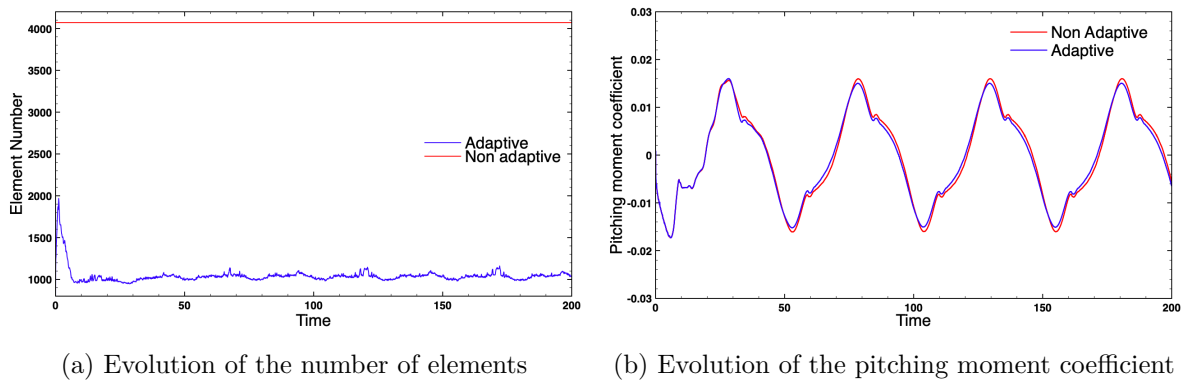 4000
3500
3000
2500
2000
1500
1000
Element Number
Adaptive
Non adaptive
0
50
100
150
200
Time
(a) Evolution of the number of elements
0.03
0.02
0.01
0
-0.01
-0.02
-0.03
Pitching moment coefficient
Non Adaptive
Adaptive
0
50
100
150
200
Time
(b) Evolution of the pitching moment coefficient